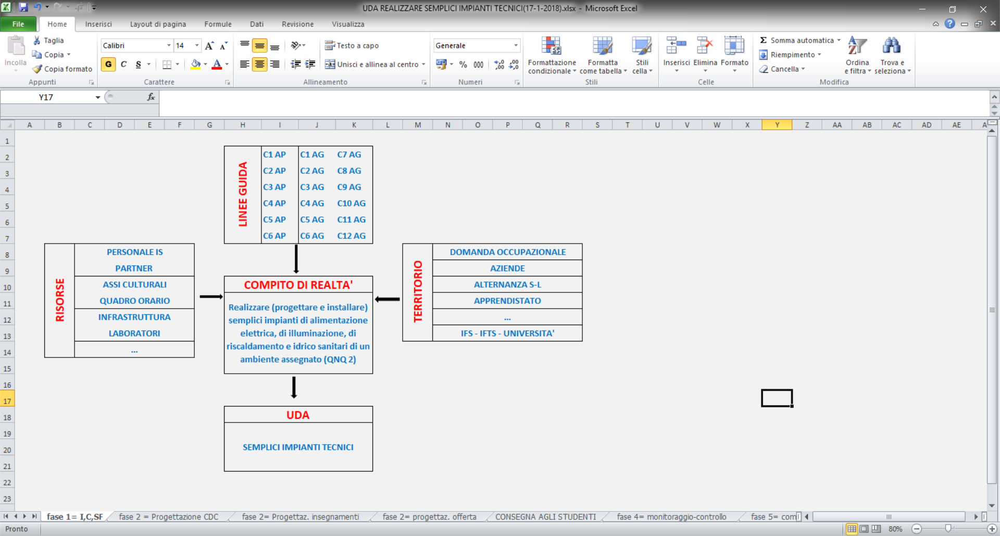 UDA REALIZZARE SEMPLICI IMPIANTI TECNICI(17-1-2018).xlsx - Microsoft Excel
File Home Inserisci Layout di pagina Formule Dati Revisione Visualizza
Incolla
Taglia
Copia
Copia formato
Appunti
Calibri 14
G C S
Carattere
Testo a capo
Unisci e allinea al centro
Allineamento
Generale
% 000 ,00 ,00
Numeri
Formattazione condizionale
Formatta come tabella
Stili cella
Stili
Inserisci Elimina Formato
Celle
Σ Somma automatica
Riempimento
Cancella
Ordina e filtra
Trova e seleziona
Modifica
Y17 fx
A B C D E F G H I J K L M N O P Q R S T U V W X Y Z AA AB AC AD AE A
1
2
3
4
5
6
7
8
9
10
11
12
13
14
15
16
17
18
19
20
21
22
23
LINEE GUIDA
C1 AP C1 AG C7 AG
C2 AP C2 AG C8 AG
C3 AP C3 AG C9 AG
C4 AP C4 AG C10 AG
C5 AP C5 AG C11 AG
C6 AP C6 AG C12 AG
RISORSE
PERSONALE IS
PARTNER
ASSI CULTURALI
QUADRO ORARIO
INFRASTRUTTURA
LABORATORI
...
COMPITO DI REALTA'
Realizzare (progettare e installare)
semplici impianti di alimentazione
elettrica, di illuminazione, di
riscaldamento e idrico sanitari di un
ambiente assegnato (QNQ 2)
TERRITORIO
DOMANDA OCCUPAZIONALE
AZIENDE
ALTERNANZA S-L
APPRENDISTATO
...
IFS - IFTS - UNIVERSITA'
UDA
SEMPLICI IMPIANTI TECNICI
fase 1= I,C,SF fase 2 = Progettazione CDC fase 2= Progettaz. insegnamenti fase 2= progettaz. offerta CONSEGNA AGLI STUDENTI fase 4= monitoraggio-controllo fase 5= com
Pronto 80%